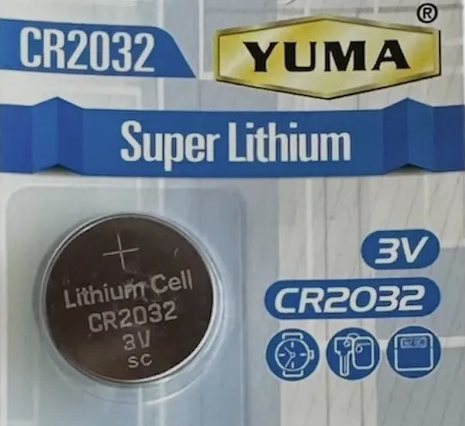 CR2032
YUMA®
Super Lithium
3V
CR2032
+
Lithium Cell
CR2032
3V
SC